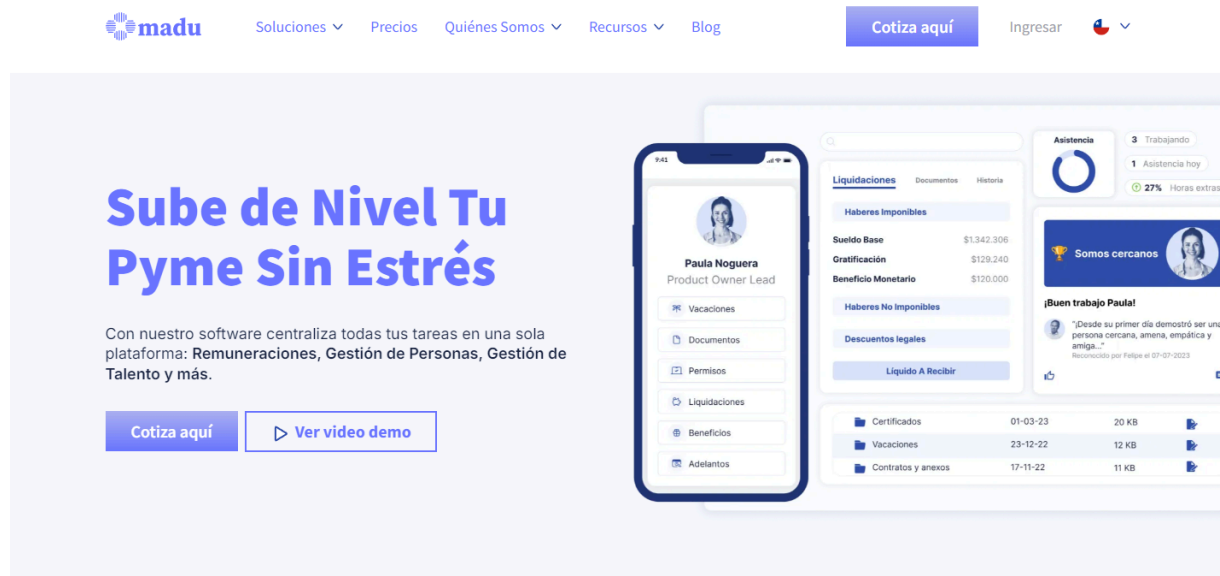 madu
Soluciones
Precios
Quiénes Somos
Recursos
Blog
Cotiza aquí
Ingresar
Sube de Nivel Tu
Pyme Sin Estrés
Con nuestro software centraliza todas tus tareas en una sola
plataforma: Remuneraciones, Gestión de Personas, Gestión de
Talento y más.
Cotiza aquí
Ver video demo
9:41
Paula Noguera
Product Owner Lead
Vacaciones
Documentos
Permisos
Liquidaciones
Beneficios
Adelantos
Liquidaciones Documentos Historia
Haberes Imponibles
Sueldo Base $1.342.306
Gratificación $129.240
Beneficio Monetario $120.000
Haberes No Imponibles
Descuentos legales
Líquido A Recibir
Asistencia
3 Trabajando
1 Asistencia hoy
27% Horas extras
Somos cercanos
¡Buen trabajo Paula!
"¡Desde su primer día demostró ser una
persona cercana, amena, empática y
amiga..."
Reconocido por Felipe el 07-07-2023
Certificados 01-03-23 20 KB
Vacaciones 23-12-22 12 KB
Contratos y anexos 17-11-22 11 KB